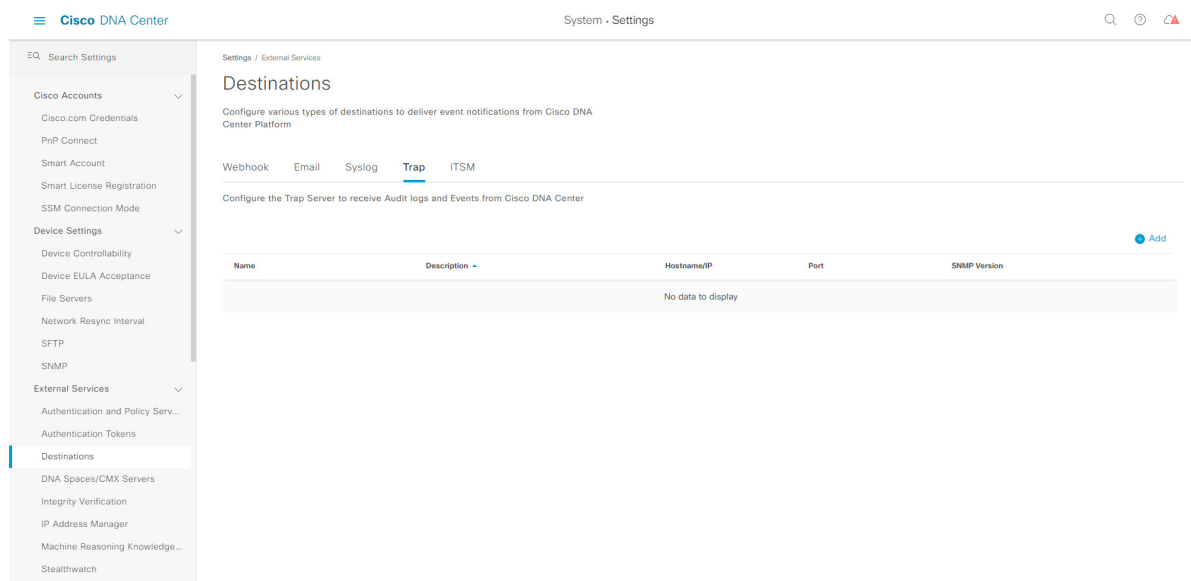 Cisco DNA Center
System · Settings
Search Settings
Cisco Accounts
Cisco.com Credentials
PnP Connect
Smart Account
Smart License Registration
SSM Connection Mode
Device Settings
Device Controllability
Device EULA Acceptance
File Servers
Network Resync Interval
SFTP
SNMP
External Services
Authentication and Policy Serv...
Authentication Tokens
Destinations
DNA Spaces/CMX Servers
Integrity Verification
IP Address Manager
Machine Reasoning Knowledge...
Stealthwatch
Settings / External Services
Destinations
Configure various types of destinations to deliver event notifications from Cisco DNA
Center Platform
Webhook Email Syslog Trap ITSM
Configure the Trap Server to receive Audit logs and Events from Cisco DNA Center
Add
Name Description Hostname/IP Port SNMP Version
No data to display